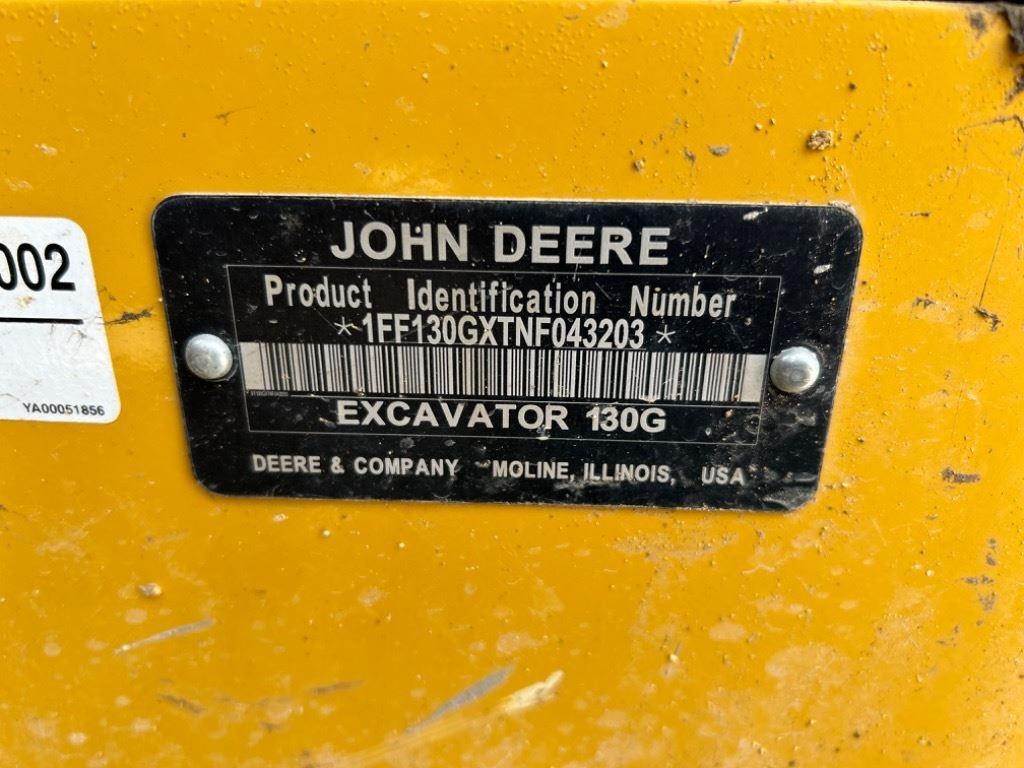 JOHN DEERE
Product Identification Number
*1FF130GXTNF043203*
EXCAVATOR 130G
DEERE & COMPANY MOLINE, ILLINOIS, USA
002
YA00051856